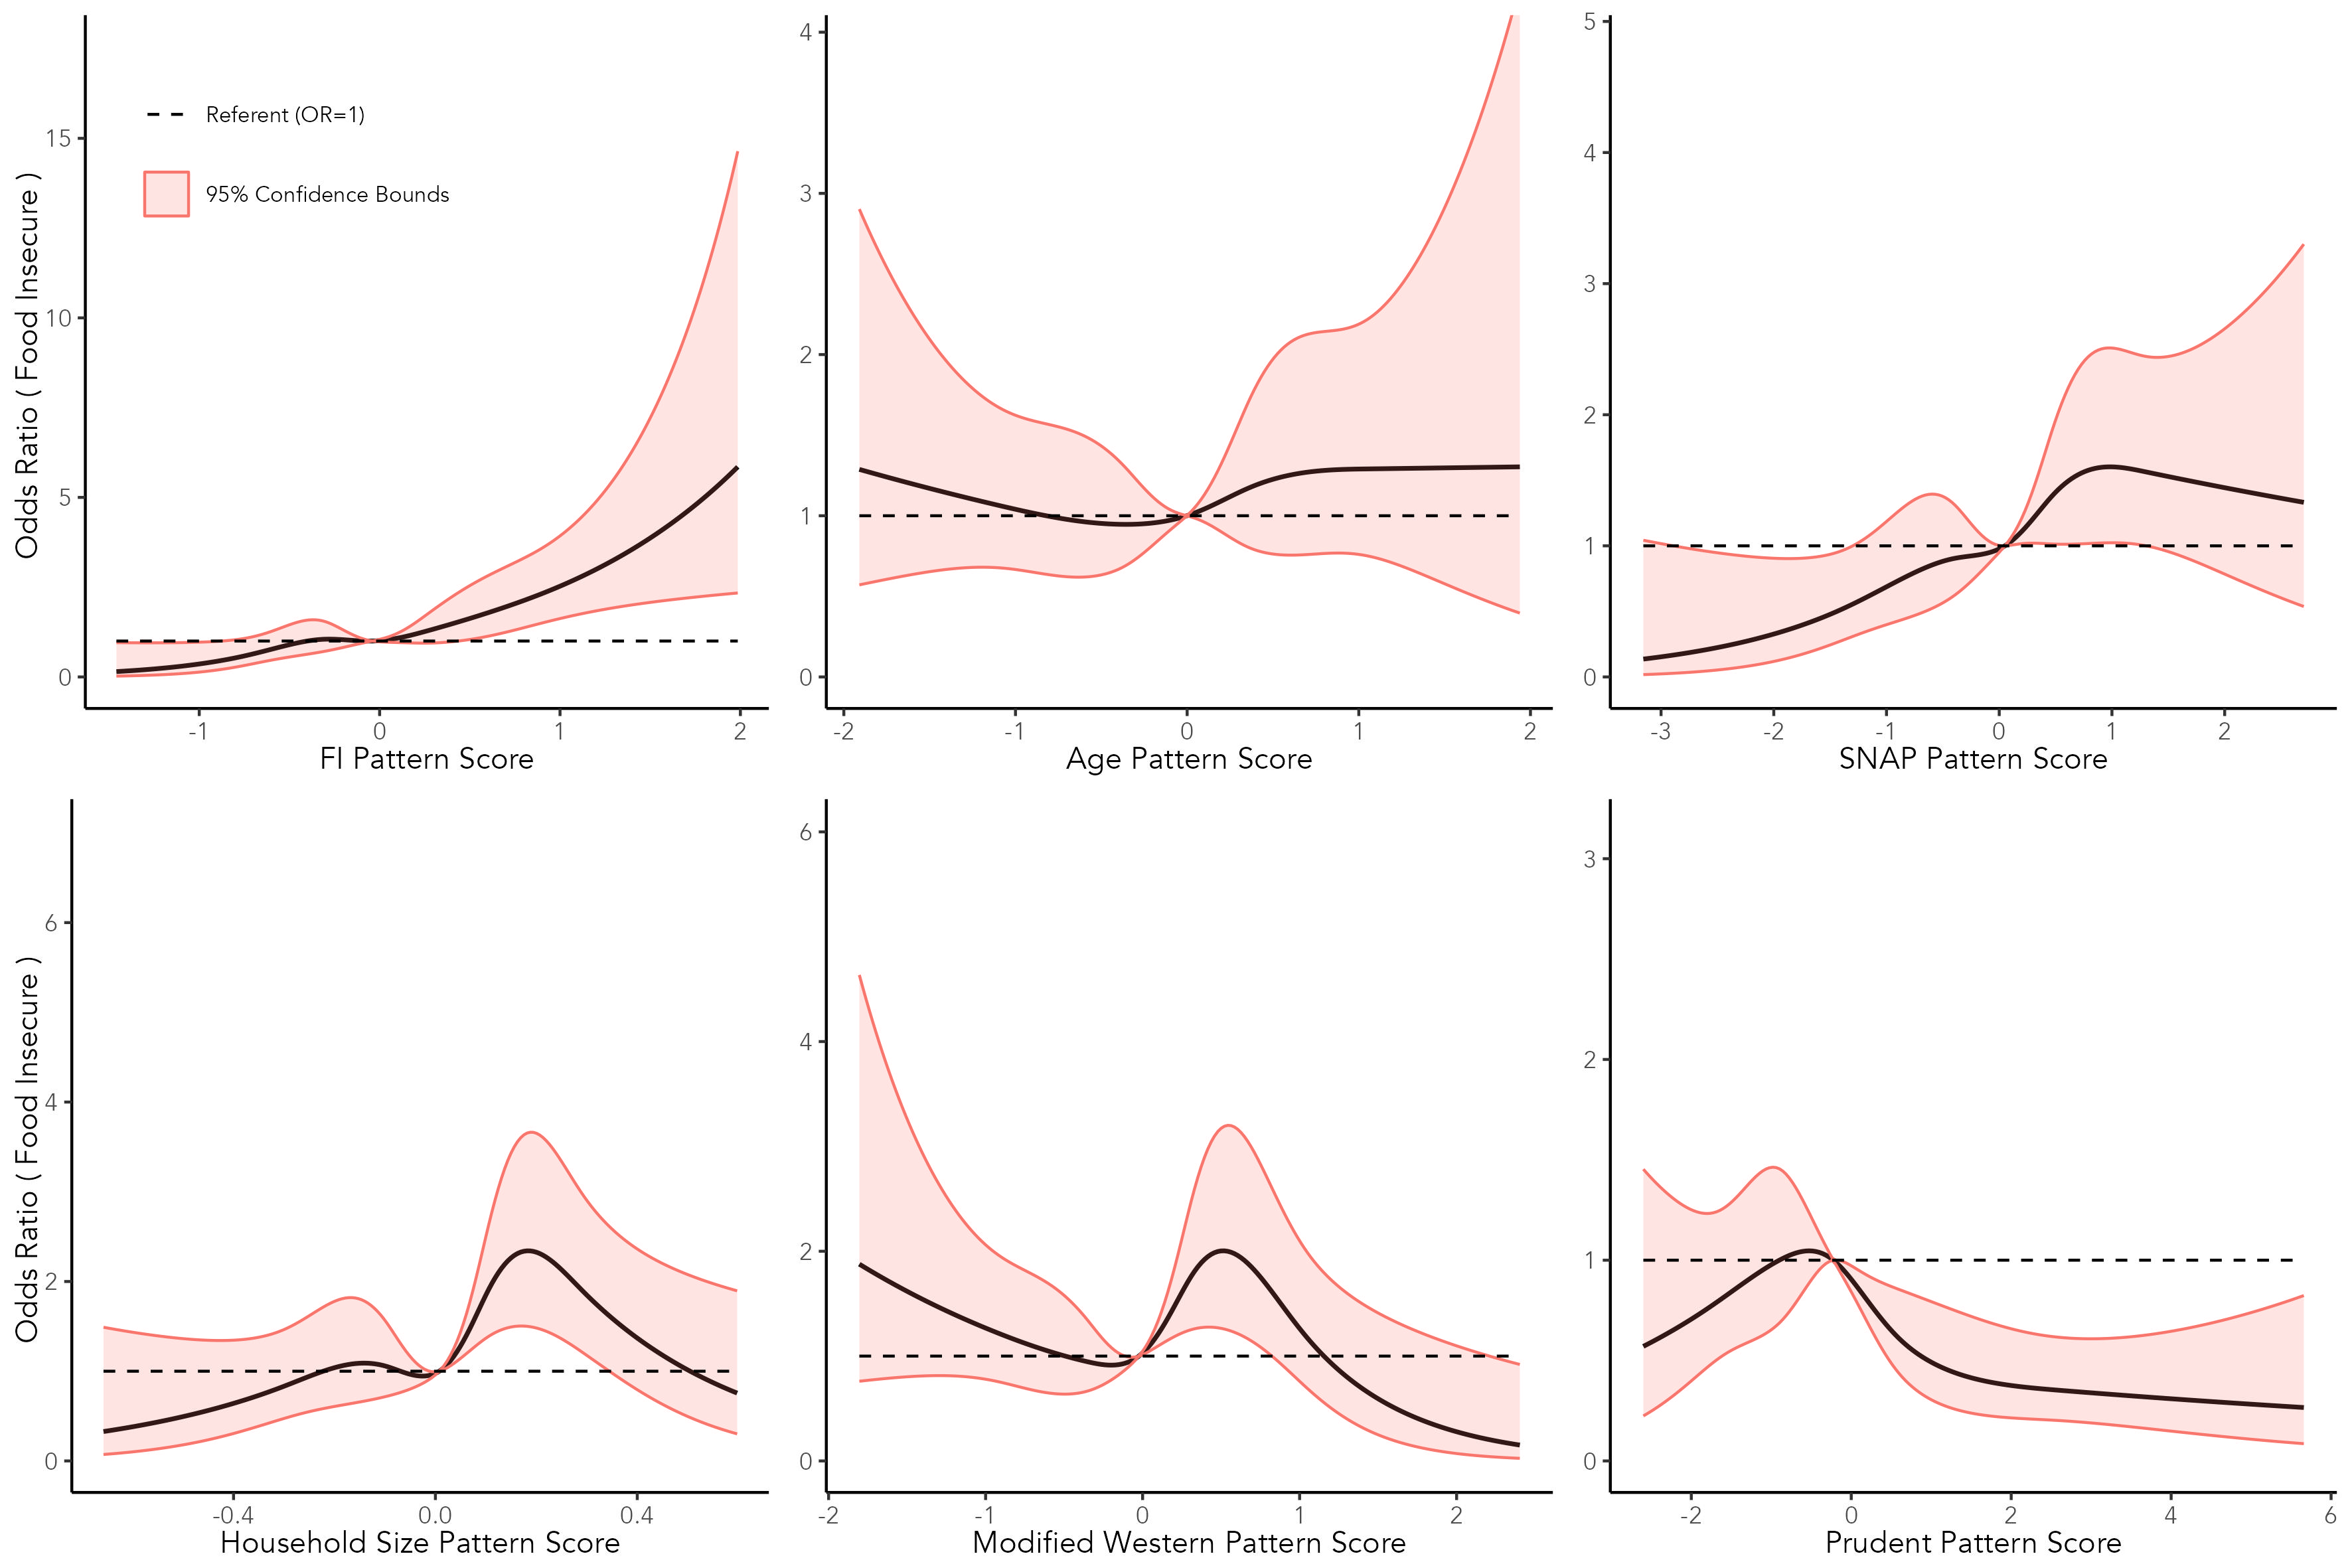 Odds Ratio ( Food Insecure )
15
10
5
0
Referent (OR=1)
95% Confidence Bounds
-1 0 1 2
FI Pattern Score
4
3
2
1
0
-2 -1 0 1 2
Age Pattern Score
5
4
3
2
1
0
-3 -2 -1 0 1 2
SNAP Pattern Score
Odds Ratio ( Food Insecure )
6
4
2
0
-0.4 0.0 0.4
Household Size Pattern Score
6
4
2
0
-2 -1 0 1 2
Modified Western Pattern Score
3
2
1
0
-2 0 2 4 6
Prudent Pattern Score